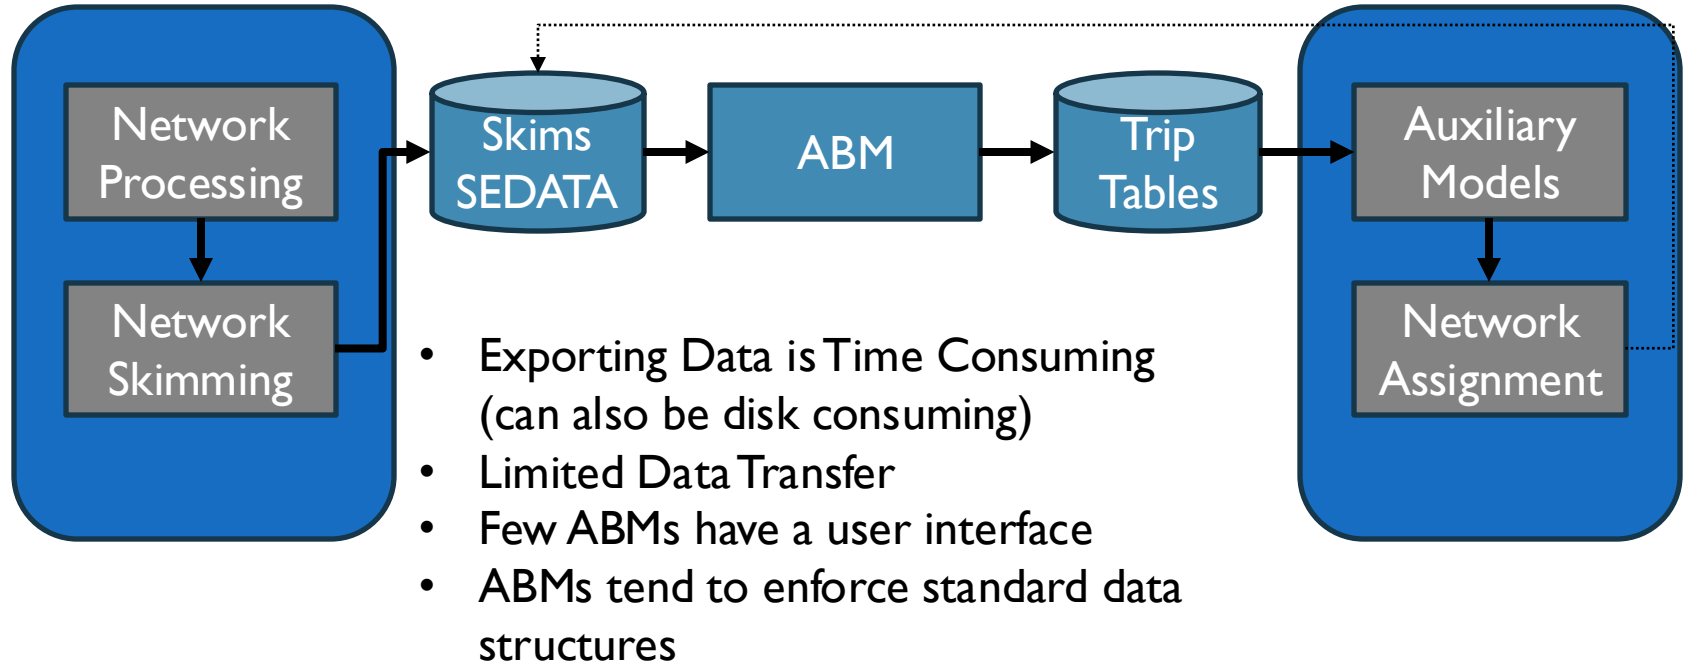 Network
Processing
Network
Skimming
Skims
SEDATA
ABM
Trip
Tables
Auxiliary
Models
Network
Assignment
• Exporting Data is Time Consuming
(can also be disk consuming)
• Limited Data Transfer
• Few ABMs have a user interface
• ABMs tend to enforce standard data
structures